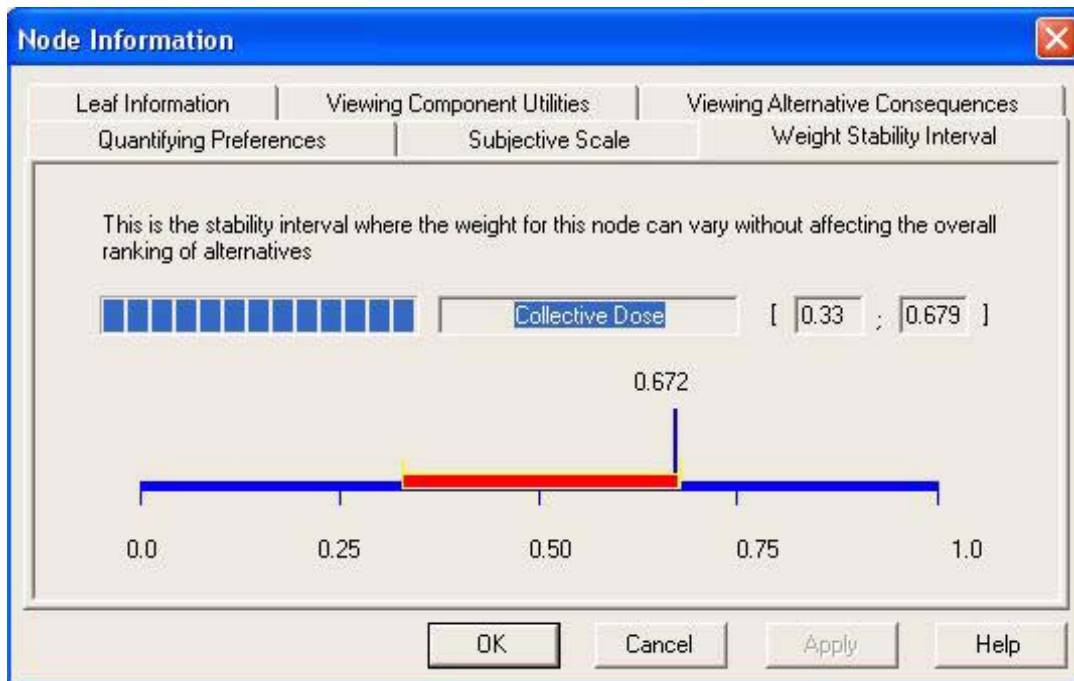 Node Information
Leaf Information Viewing Component Utilities Viewing Alternative Consequences
Quantifying Preferences Subjective Scale Weight Stability Interval
This is the stability interval where the weight for this node can vary without affecting the overall
ranking of alternatives
Collective Dose [ 0.33 ; 0.679 ]
0.672
0.0 0.25 0.50 0.75 1.0
OK Cancel Apply Help